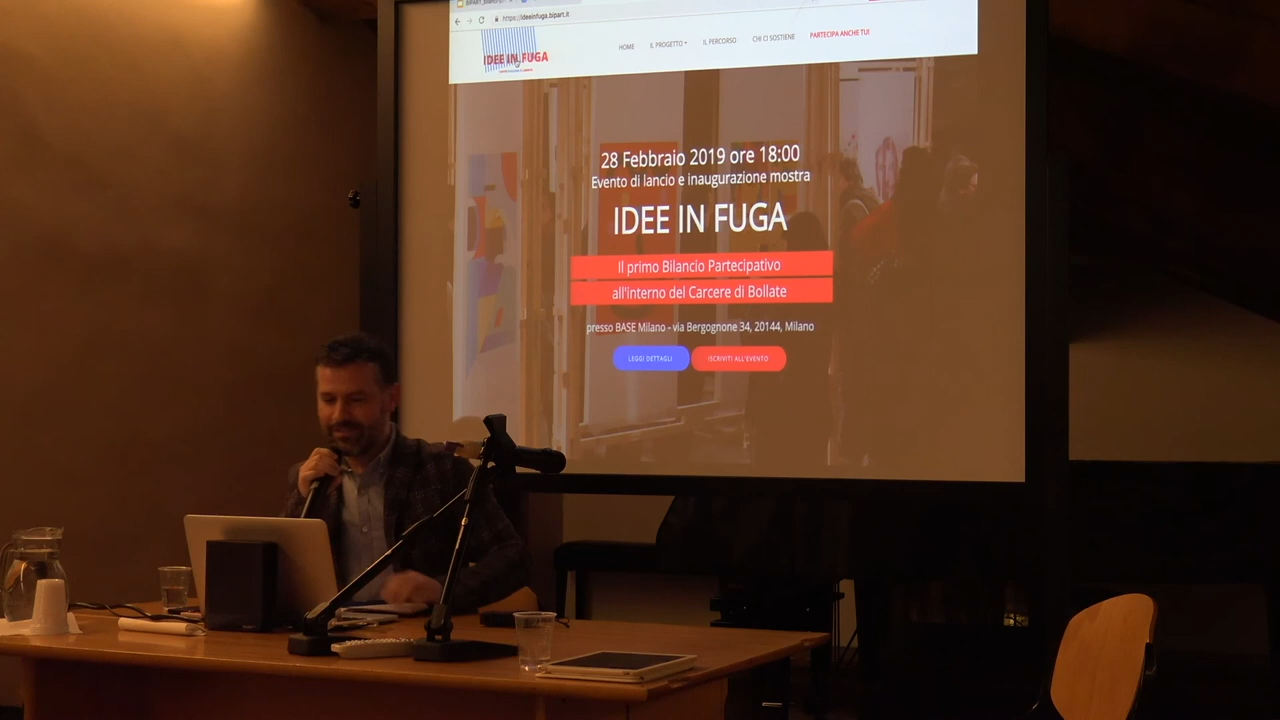 https://ideeinfuga.bipart.it
IDEE IN FUGA
HOME
IL PROGETTO
IL PERCORSO
CHI CI SOSTIENE
PARTECIPA ANCHE TU!
28 Febbraio 2019 ore 18:00
Evento di lancio e inaugurazione mostra
IDEE IN FUGA
Il primo Bilancio Partecipativo
all'interno del Carcere di Bollate
presso BASE Milano - via Bergognone 34, 20144, Milano
LEGGI DETTAGLI
ISCRIVITI ALL'EVENTO